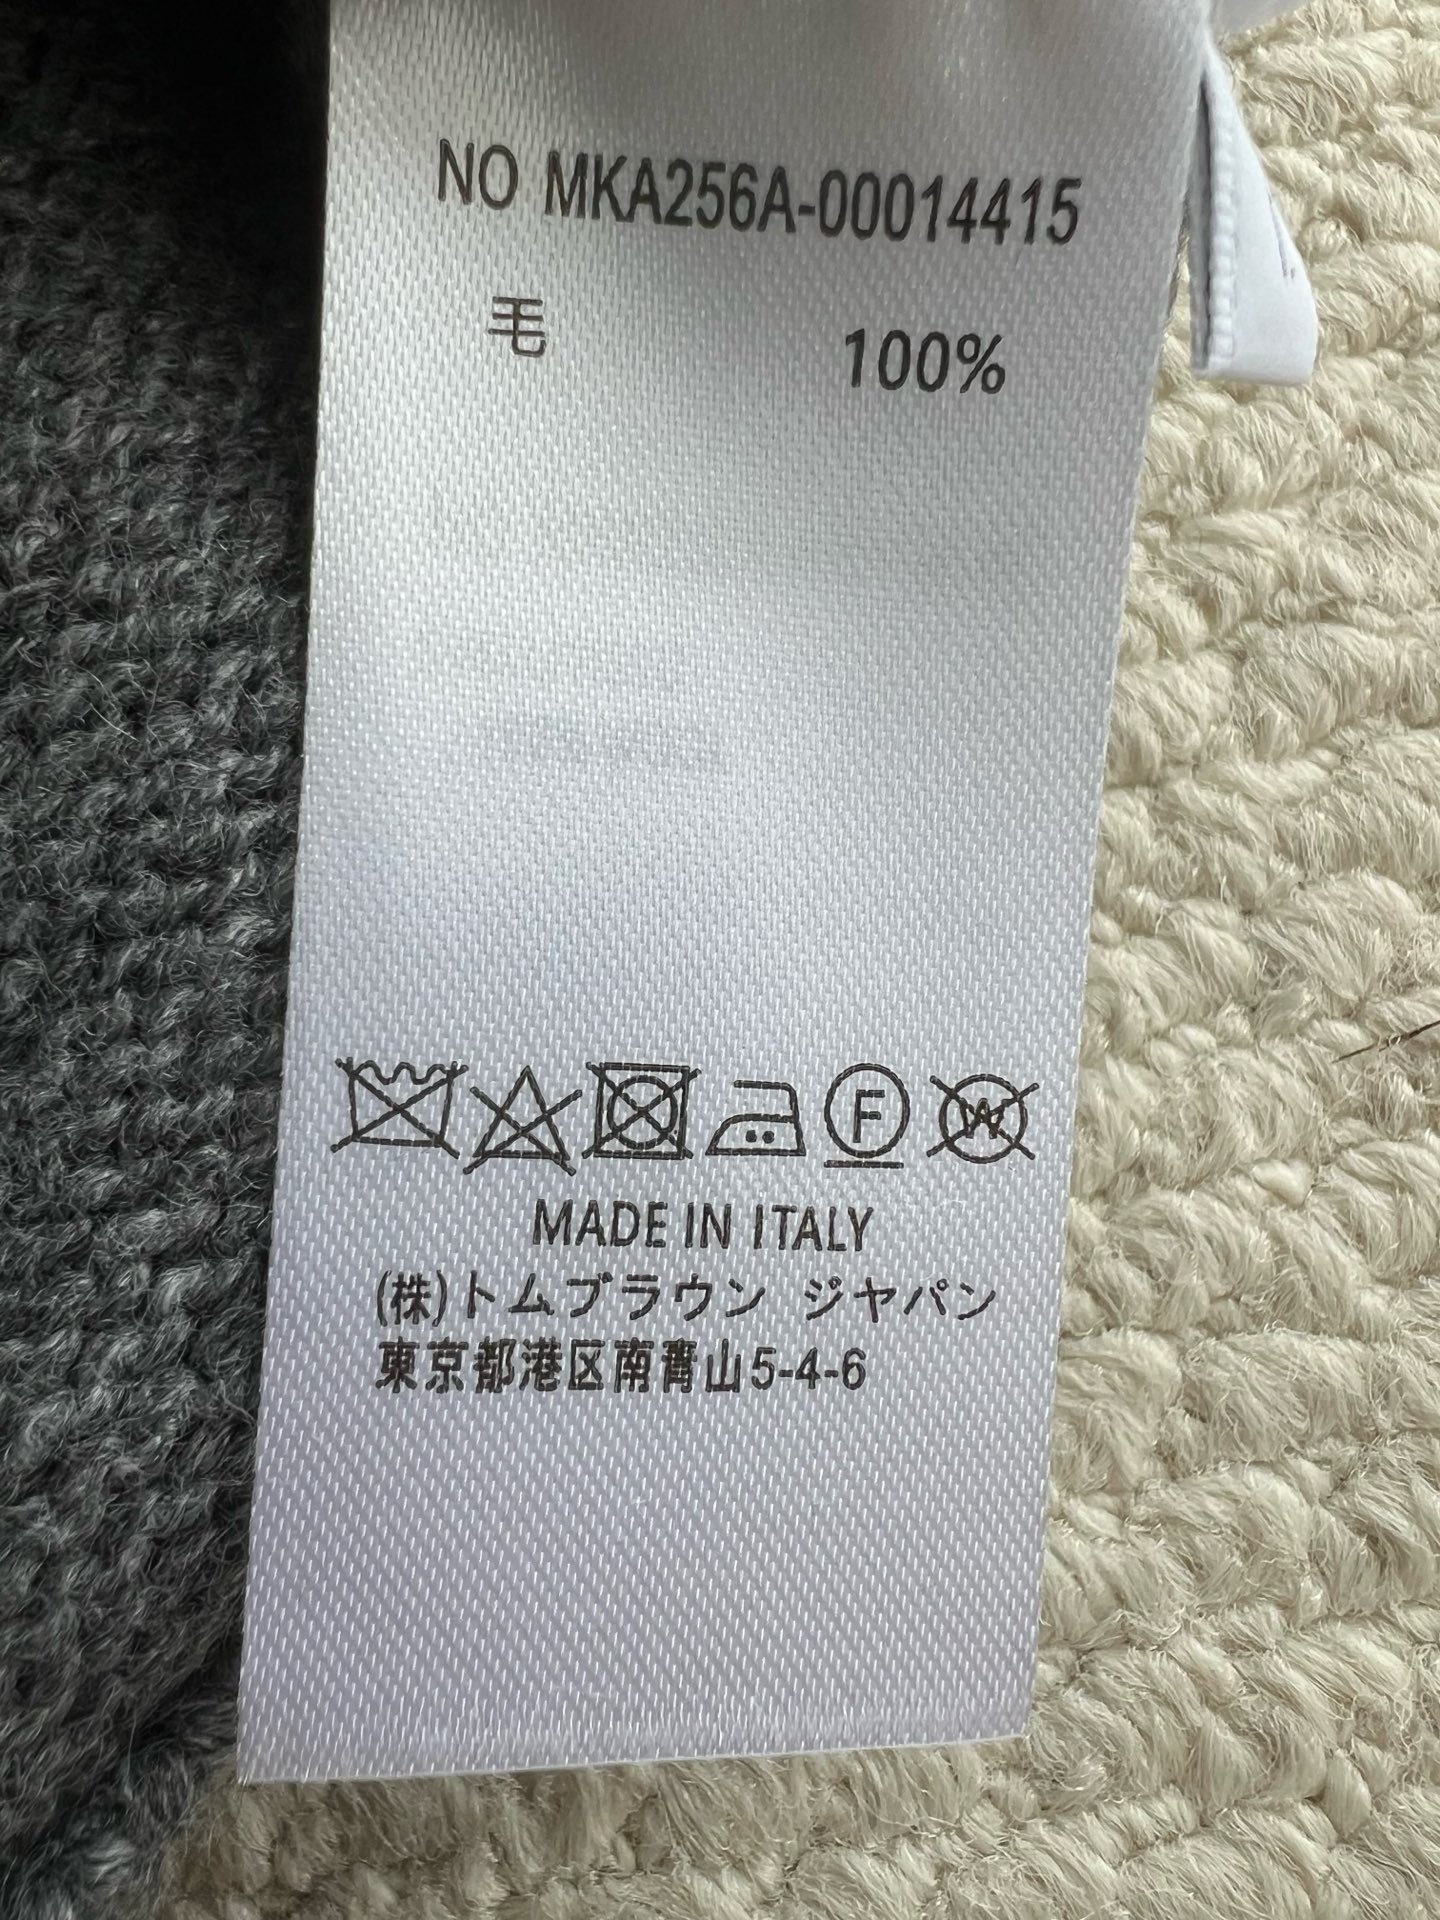 NO MKA256A-00014415
毛 100%
F W
MADE IN ITALY
(株)トムブラウン ジヤパン
東京都港区南青山5-4-6